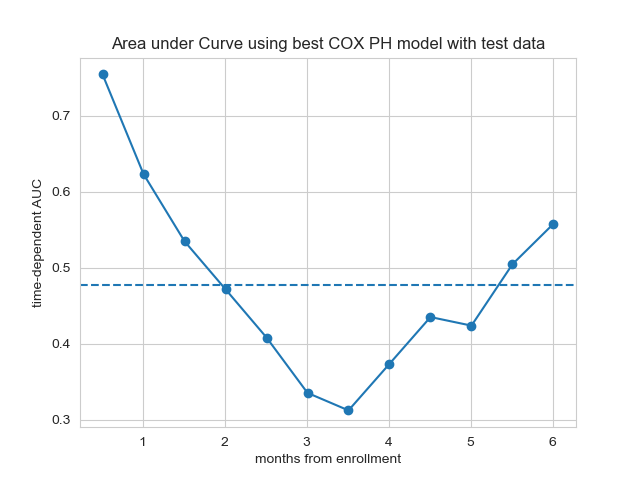 Area under Curve using best COX PH model with test data
time-dependent AUC
0.7
0.6
0.5
0.4
0.3
1 2 3 4 5 6
months from enrollment